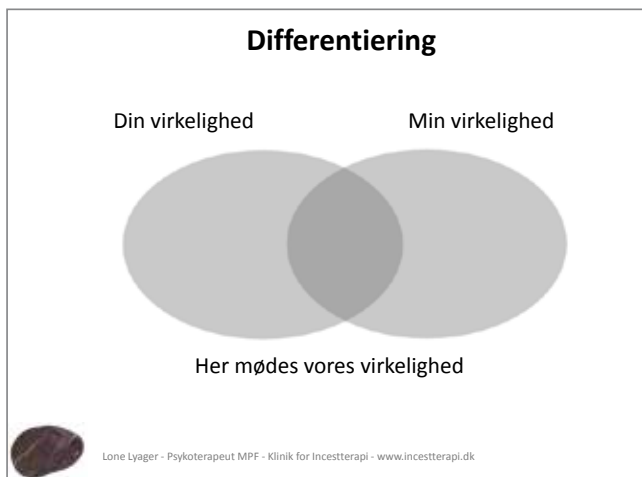 Differentiering
Din virkelighed
Min virkelighed
Her mødes vores virkelighed
Lone Lyager - Psykoterapeut MPF - Klinik for Incestterapi - www.incestterapi.dk